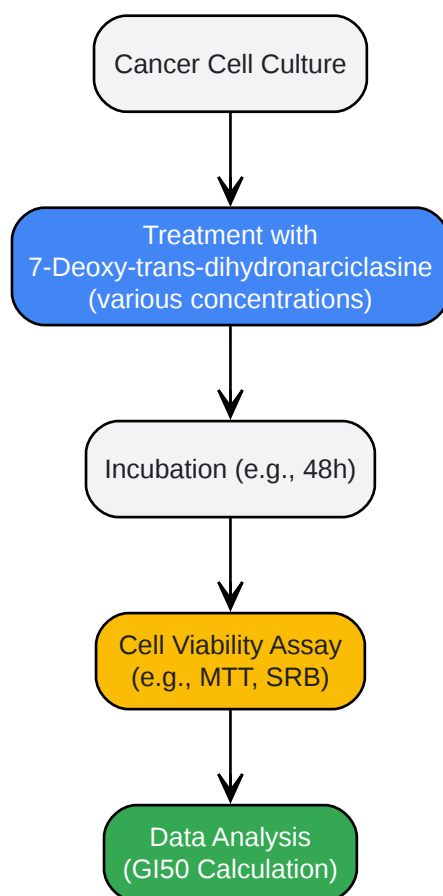 Cancer Cell Culture
Treatment with
7-Deoxy-trans-dihydronarciclasine
(various concentrations)
Incubation (e.g., 48h)
Cell Viability Assay
(e.g., MTT, SRB)
Data Analysis
(GI50 Calculation)